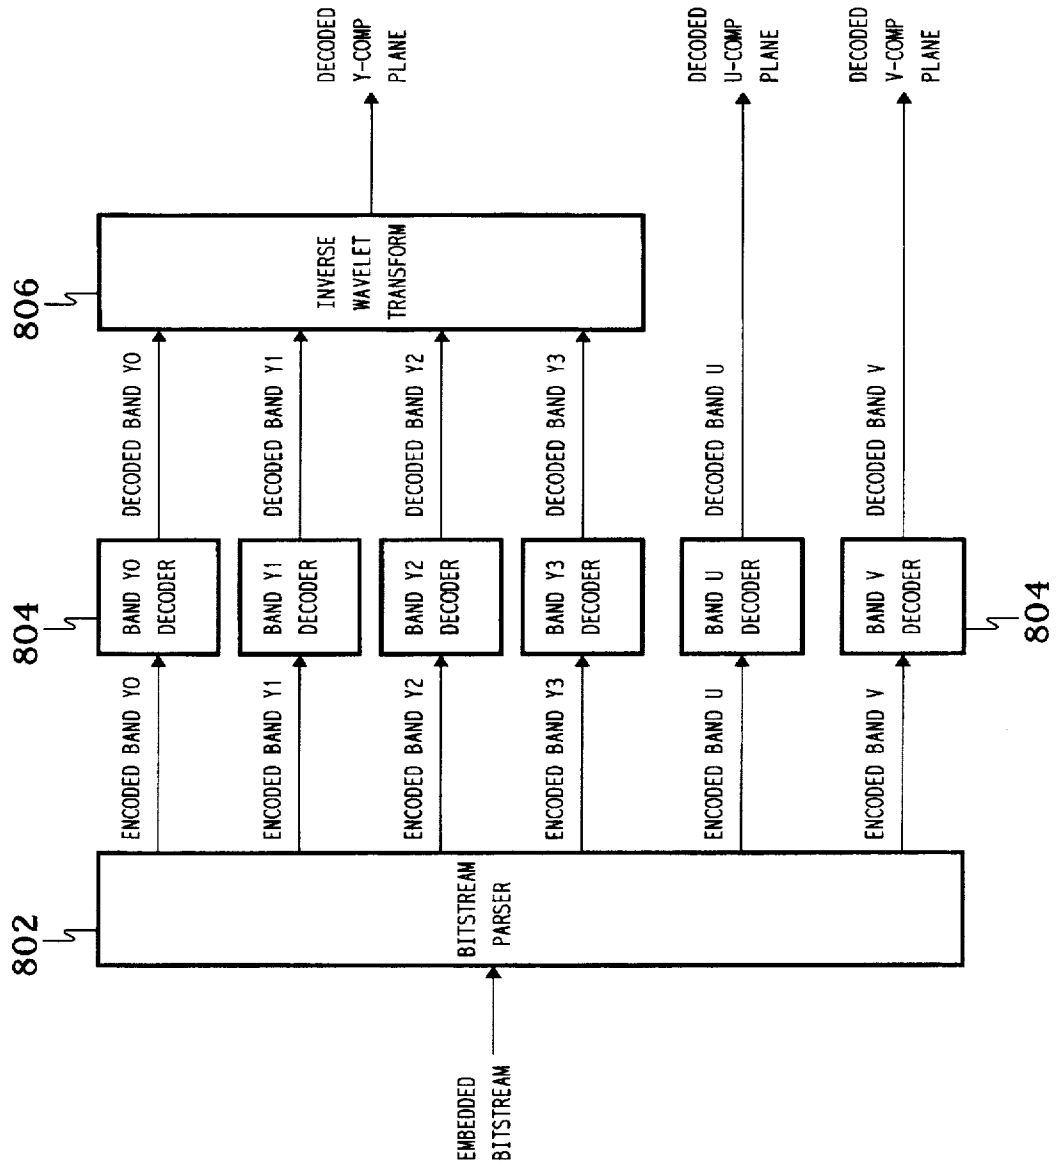 EMBEDDED
BITSTREAM
802
BITSTREAM
PARSER
ENCODED BAND Y0
ENCODED BAND Y1
ENCODED BAND Y2
ENCODED BAND Y3
ENCODED BAND U
ENCODED BAND V
804
BAND Y0
DECODER
BAND Y1
DECODER
BAND Y2
DECODER
BAND Y3
DECODER
BAND U
DECODER
BAND V
DECODER
804
DECODED BAND Y0
DECODED BAND Y1
DECODED BAND Y2
DECODED BAND Y3
DECODED BAND U
DECODED BAND V
806
INVERSE
WAVELET
TRANSFORM
DECODED
Y-COMP
PLANE
DECODED
U-COMP
PLANE
DECODED
V-COMP
PLANE